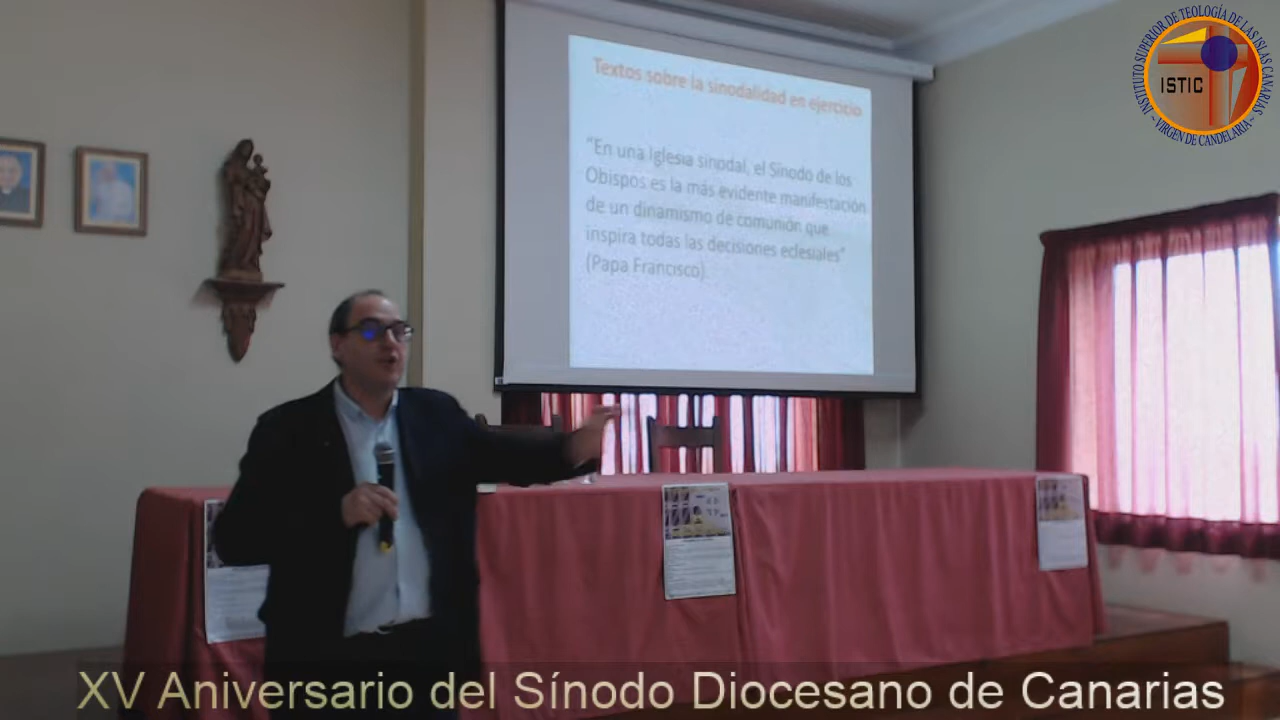 Textos sobre la sinodalidad en ejercicio
“En una Iglesia sinodal, el Sínodo de los
Obispos es la más evidente manifestación
de un dinamismo de comunión que
inspira todas las decisiones eclesiales”
(Papa Francisco)
INSTITUTO SUPERIOR DE TEOLOGÍA DE LAS ISLAS CANARIAS
ISTIC
~ VIRGEN DE CANDELARIA ~
XV Aniversario del Sínodo Diocesano de Canarias